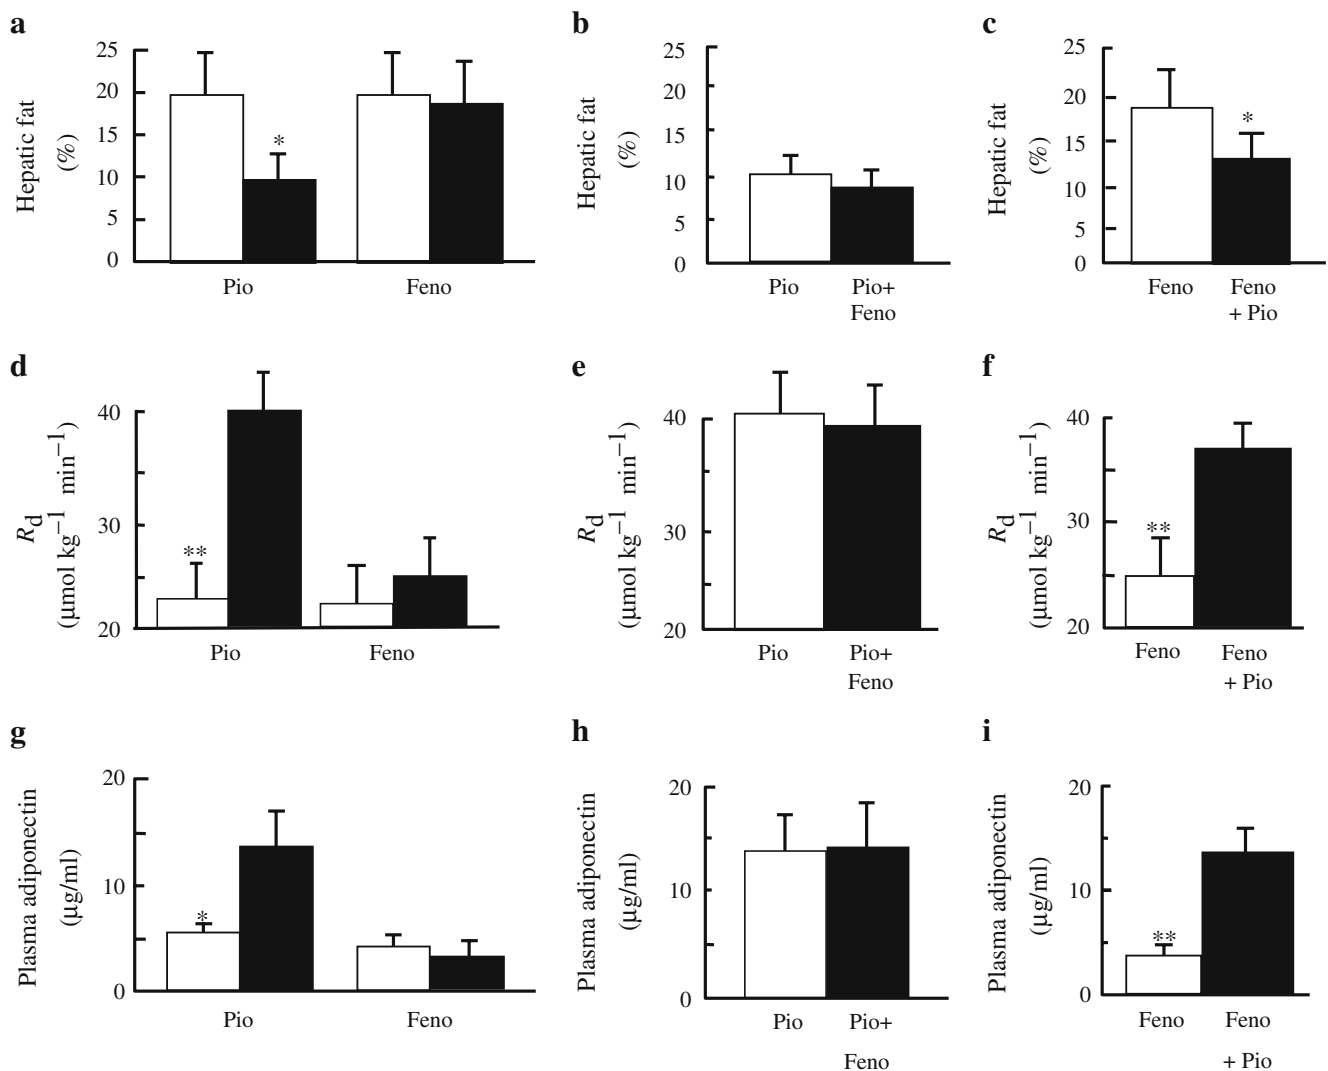 a
Hepatic fat
(%)
25
20
15
10
5
0
*
Pio
Feno
b
Hepatic fat
(%)
25
20
15
10
5
0
Pio
Pio+
Feno
c
Hepatic fat
(%)
25
20
15
10
5
0
*
Feno
Feno
+ Pio
d
Rd
(μmol kg−1 min−1)
40
30
20
**
Pio
Feno
e
Rd
(μmol kg−1 min−1)
40
30
20
Pio
Pio+
Feno
f
Rd
(μmol kg−1 min−1)
40
30
20
**
Feno
Feno
+ Pio
g
Plasma adiponectin
(μg/ml)
20
10
0
*
Pio
Feno
h
Plasma adiponectin
(μg/ml)
20
10
0
Pio
Pio+
Feno
i
Plasma adiponectin
(μg/ml)
20
10
0
**
Feno
Feno
+ Pio